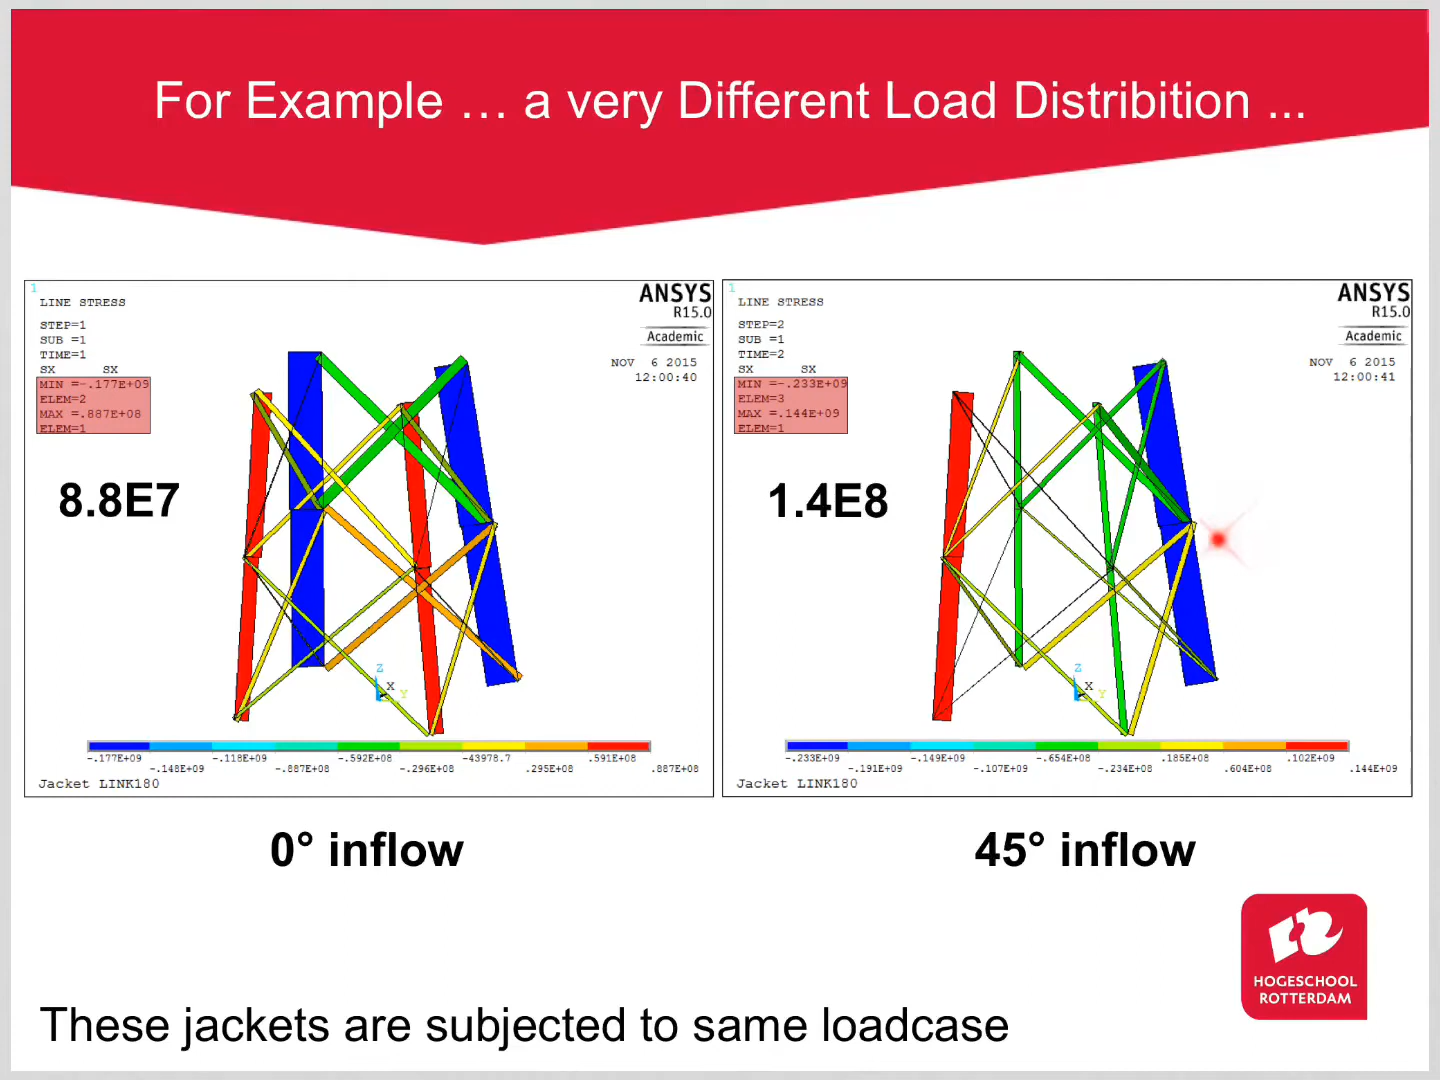 For Example … a very Different Load Distribition ...
1
LINE STRESS
STEP=1
SUB =1
TIME=1
SX SX
MIN =-.177E+09
ELEM=2
MAX =.887E+08
ELEM=1
ANSYS
R15.0
Academic
NOV 6 2015
12:00:40
8.8E7
Z
X
Y
-.177E+09
-.148E+09
-.118E+09
-.887E+08
-.592E+08
-.296E+08
-43978.7
.295E+08
.591E+08
.887E+08
Jacket LINK180
1
LINE STRESS
STEP=2
SUB =1
TIME=2
SX SX
MIN =-.233E+09
ELEM=3
MAX =.144E+09
ELEM=1
ANSYS
R15.0
Academic
NOV 6 2015
12:00:41
1.4E8
Z
X
Y
-.233E+09
-.191E+09
-.149E+09
-.107E+09
-.654E+08
-.234E+08
.185E+08
.604E+08
.102E+09
.144E+09
Jacket LINK180
0° inflow
45° inflow
HOGESCHOOL
ROTTERDAM
These jackets are subjected to same loadcase